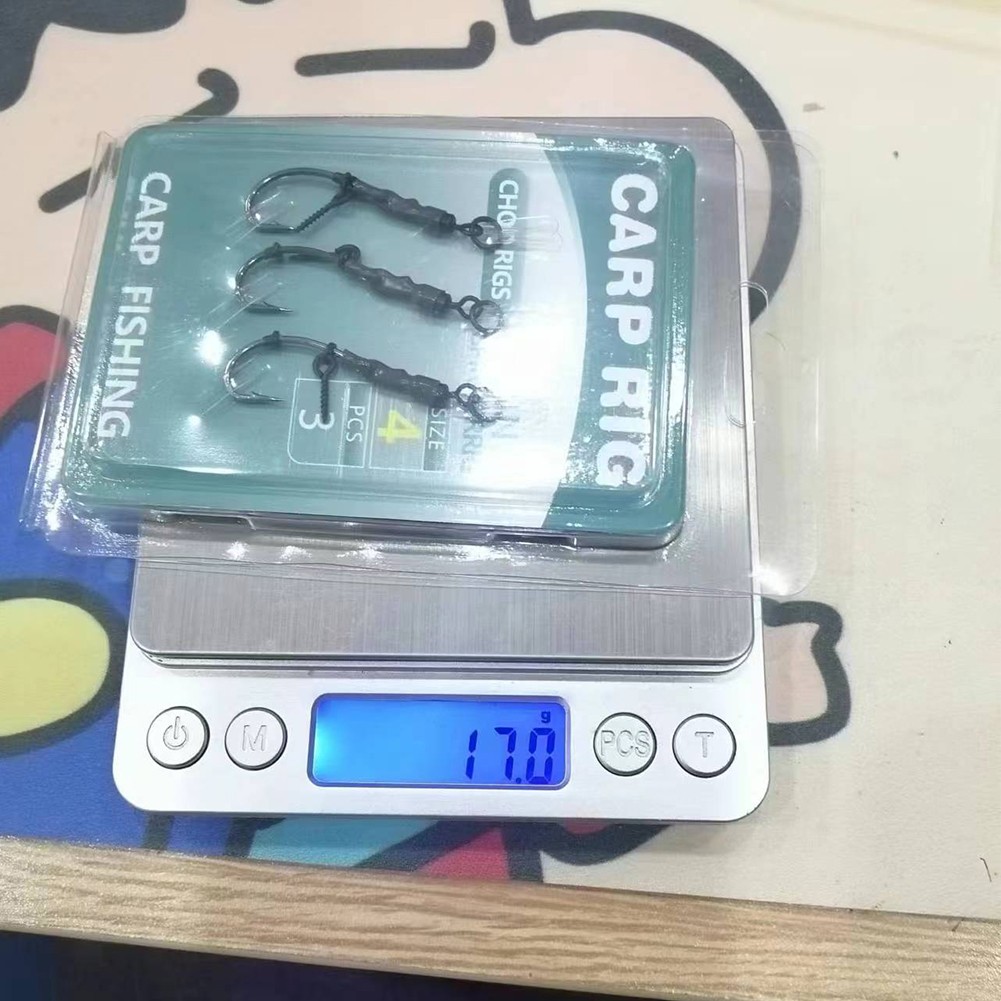 CARP RIG
CHOD RIGS
SIZE
4
PCS
3
CARP FISHING
M
17.0 g
PCS
T